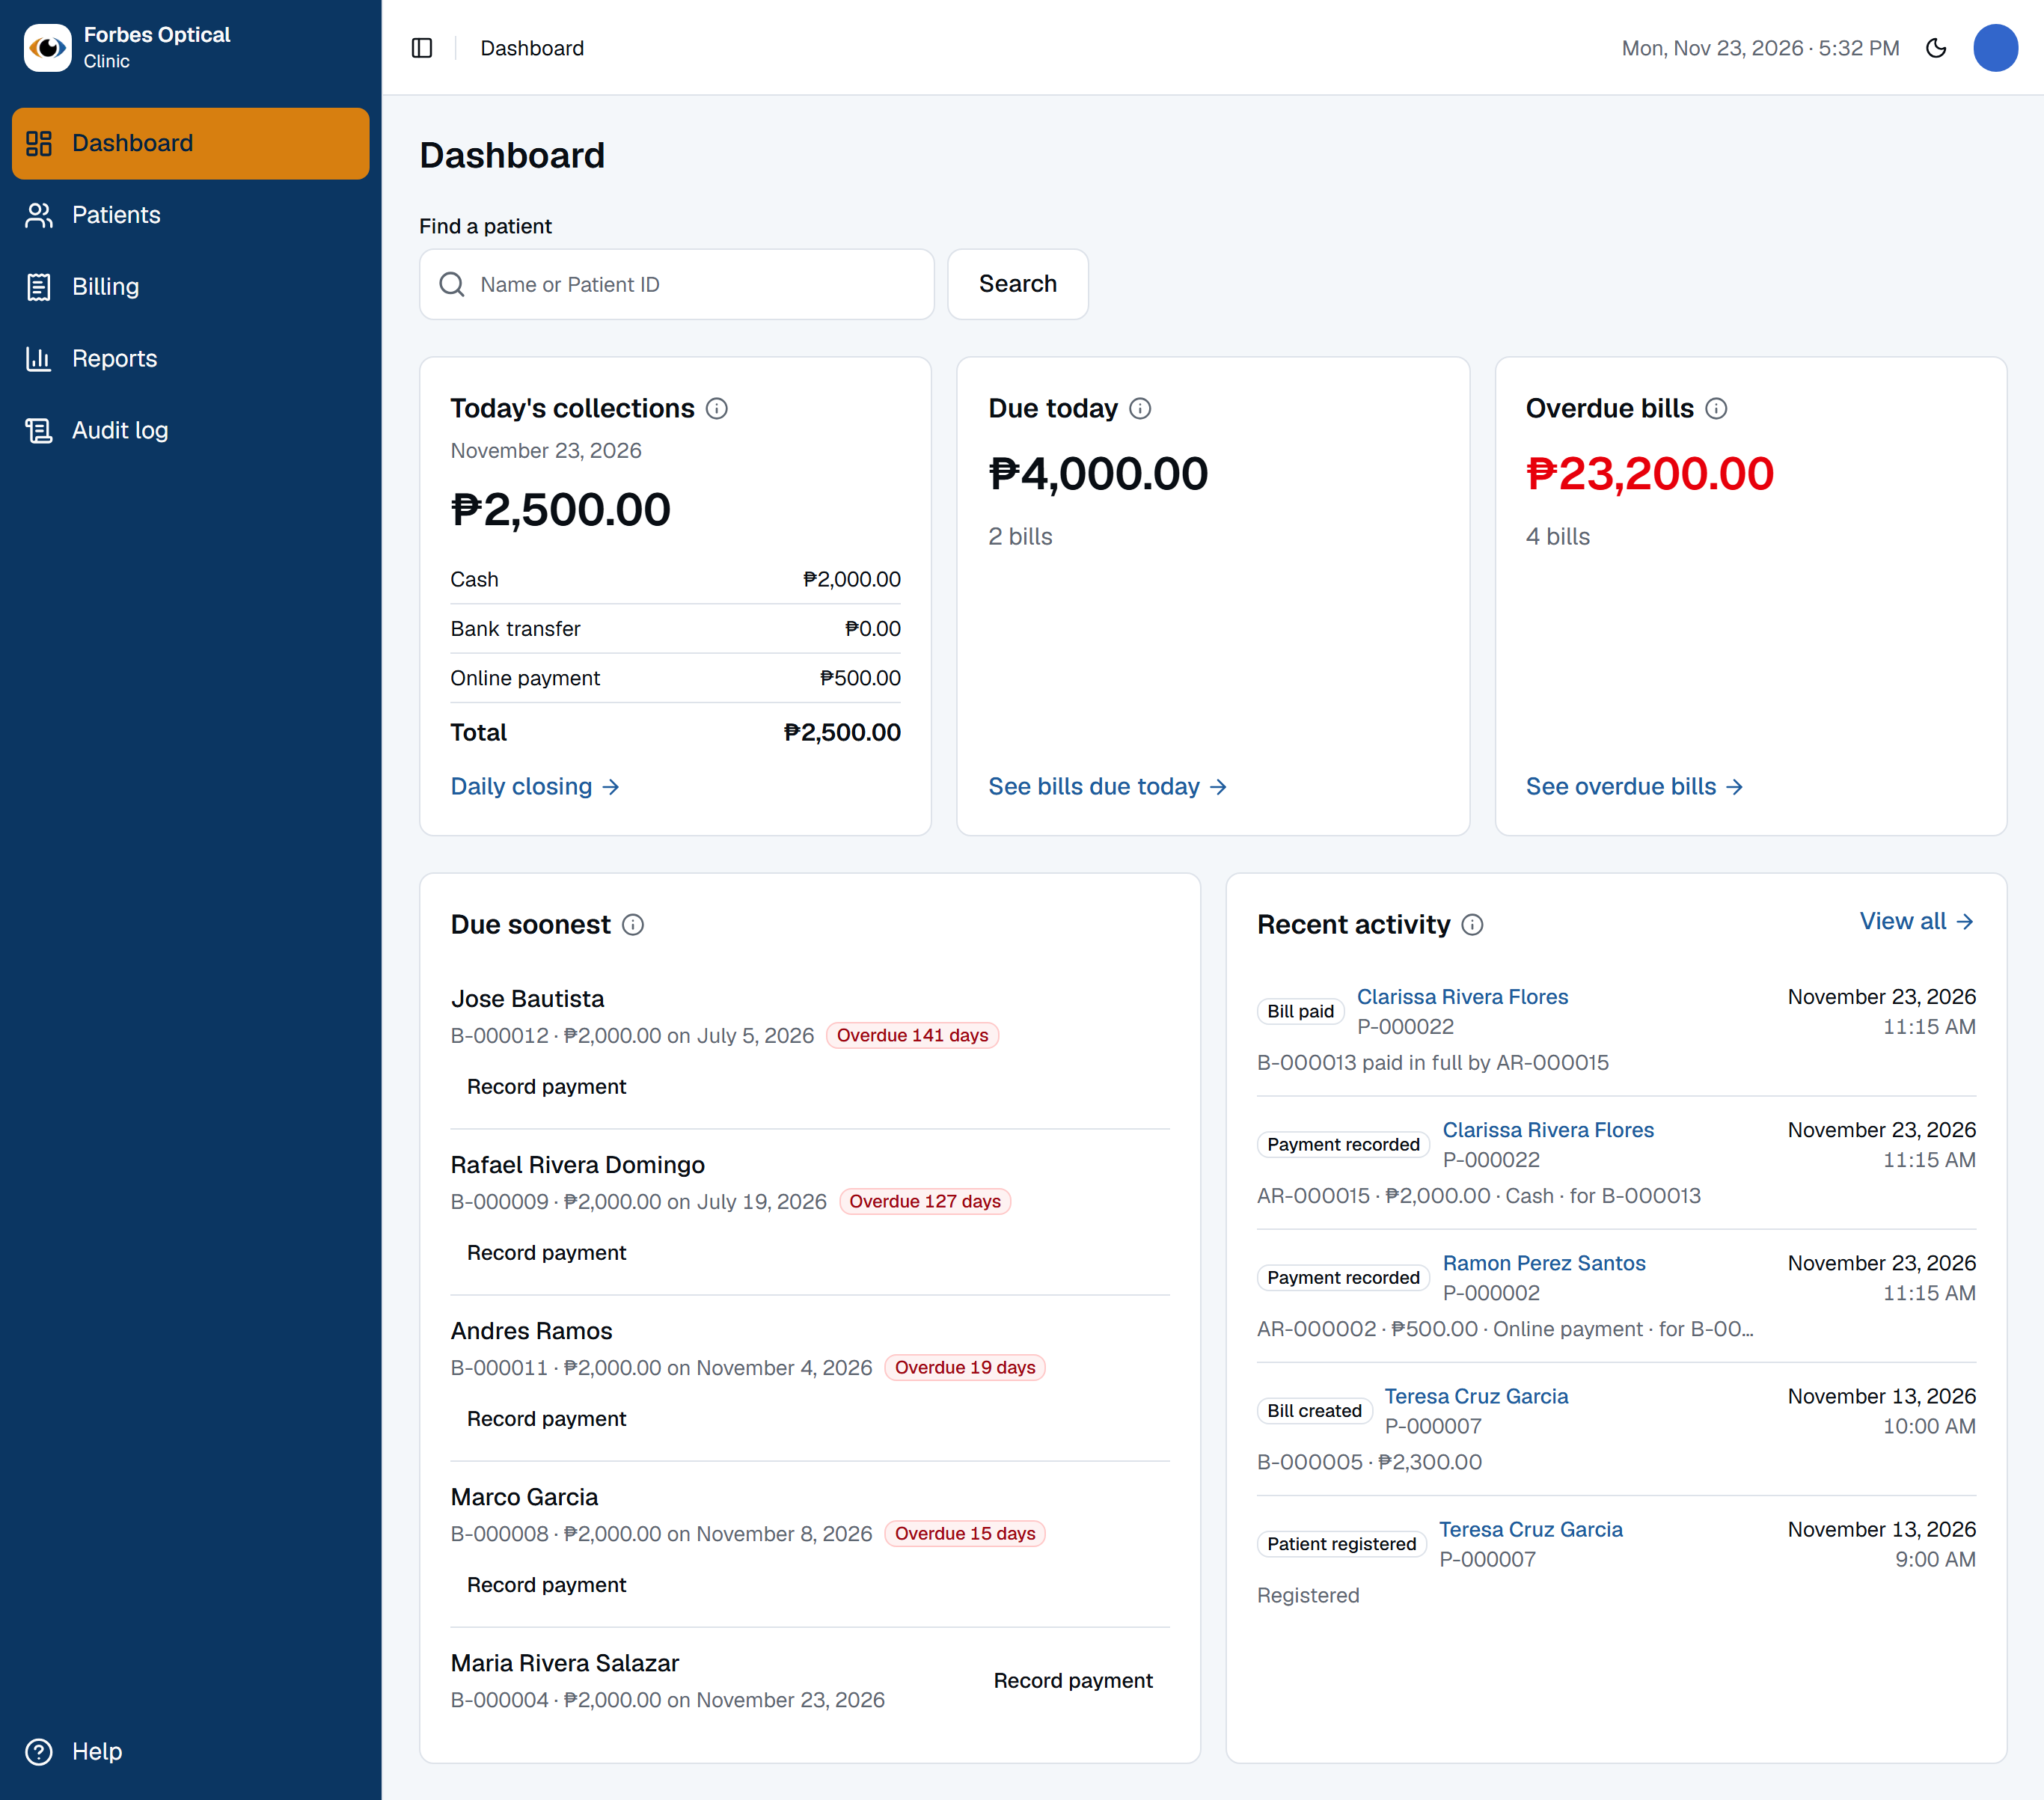 Forbes Optical
Clinic
Dashboard
Patients
Billing
Reports
Audit log
Help
Dashboard
Mon, Nov 23, 2026 · 5:32 PM
Dashboard
Find a patient
Name or Patient ID
Search
Today's collections
November 23, 2026
₱2,500.00
Cash ₱2,000.00
Bank transfer ₱0.00
Online payment ₱500.00
Total ₱2,500.00
Daily closing →
Due today
₱4,000.00
2 bills
See bills due today →
Overdue bills
₱23,200.00
4 bills
See overdue bills →
Due soonest
Jose Bautista
B-000012 · ₱2,000.00 on July 5, 2026 Overdue 141 days
Record payment
Rafael Rivera Domingo
B-000009 · ₱2,000.00 on July 19, 2026 Overdue 127 days
Record payment
Andres Ramos
B-000011 · ₱2,000.00 on November 4, 2026 Overdue 19 days
Record payment
Marco Garcia
B-000008 · ₱2,000.00 on November 8, 2026 Overdue 15 days
Record payment
Maria Rivera Salazar
B-000004 · ₱2,000.00 on November 23, 2026
Record payment
Recent activity
View all →
Bill paid Clarissa Rivera Flores November 23, 2026
P-000022 11:15 AM
B-000013 paid in full by AR-000015
Payment recorded Clarissa Rivera Flores November 23, 2026
P-000022 11:15 AM
AR-000015 · ₱2,000.00 · Cash · for B-000013
Payment recorded Ramon Perez Santos November 23, 2026
P-000002 11:15 AM
AR-000002 · ₱500.00 · Online payment · for B-00...
Bill created Teresa Cruz Garcia November 13, 2026
P-000007 10:00 AM
B-000005 · ₱2,300.00
Patient registered Teresa Cruz Garcia November 13, 2026
P-000007 9:00 AM
Registered